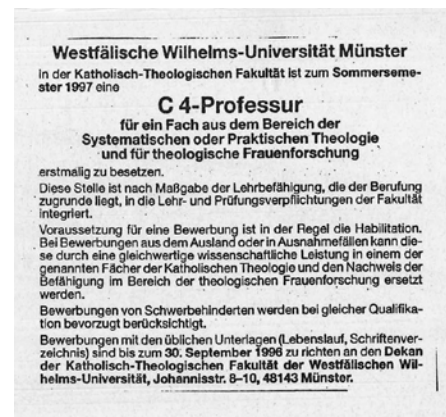 Westfälische Wilhelms-Universität Münster
In der Katholisch-Theologischen Fakultät ist zum Sommerseme-
ster 1997 eine
C 4-Professur
für ein Fach aus dem Bereich der
Systematischen oder Praktischen Theologie
und für theologische Frauenforschung
erstmalig zu besetzen.
Diese Stelle ist nach Maßgabe der Lehrbefähigung, die der Berufung
zugrunde liegt, in die Lehr- und Prüfungsverpflichtungen der Fakultät
integriert.
Voraussetzung für eine Bewerbung ist in der Regel die Habilitation.
Bei Bewerbungen aus dem Ausland oder in Ausnahmefällen kann die-
se durch eine gleichwertige wissenschaftliche Leistung in einem der
genannten Fächer der Katholischen Theologie und den Nachweis der
Befähigung im Bereich der theologischen Frauenforschung ersetzt
werden.
Bewerbungen von Schwerbehinderten werden bei gleicher Qualifika-
tion bevorzugt berücksichtigt.
Bewerbungen mit den üblichen Unterlagen (Lebenslauf, Schriftenver-
zeichnis) sind bis zum 30. September 1996 zu richten an den Dekan
der Katholisch-Theologischen Fakultät der Westfälischen Wil-
helms-Universität, Johannisstr. 8–10, 48143 Münster.